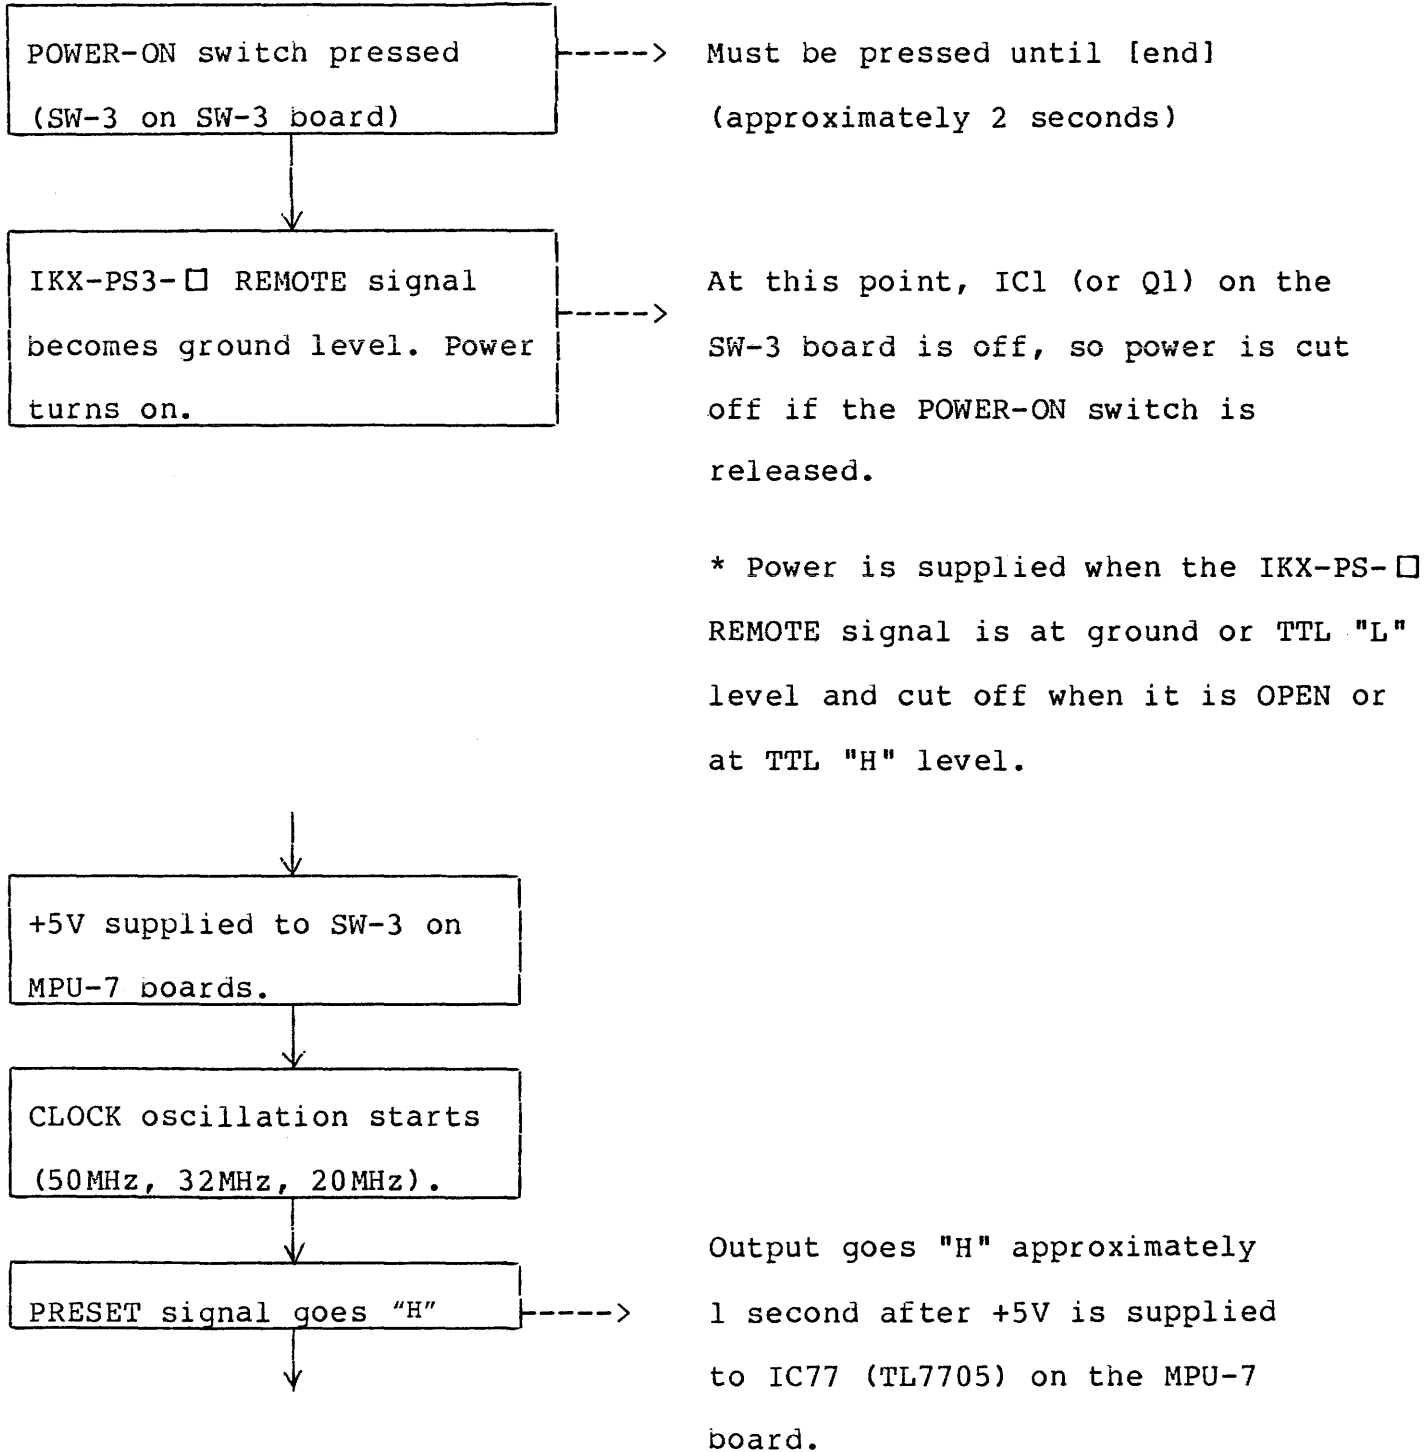 POWER-ON switch pressed
(SW-3 on SW-3 board)
Must be pressed until [end]
(approximately 2 seconds)
IKX-PS3-□ REMOTE signal
becomes ground level. Power
turns on.
At this point, IC1 (or Q1) on the
SW-3 board is off, so power is cut
off if the POWER-ON switch is
released.
* Power is supplied when the IKX-PS-□
REMOTE signal is at ground or TTL "L"
level and cut off when it is OPEN or
at TTL "H" level.
+5V supplied to SW-3 on
MPU-7 boards.
CLOCK oscillation starts
(50MHz, 32MHz, 20MHz).
PRESET signal goes "H"
Output goes "H" approximately
1 second after +5V is supplied
to IC77 (TL7705) on the MPU-7
board.